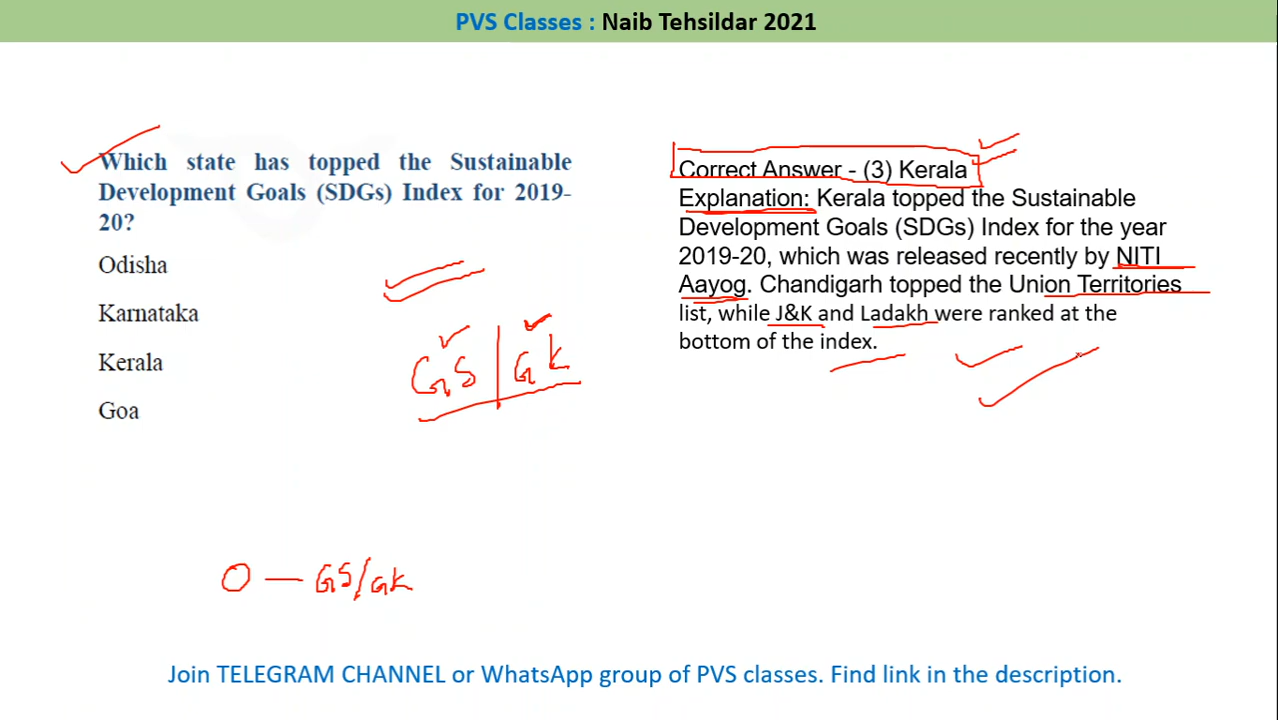 PVS Classes : Naib Tehsildar 2021
Which state has topped the Sustainable
Development Goals (SDGs) Index for 2019-
20?
Odisha
Karnataka
Kerala
Goa
GS | GK
O — GS/GK
Correct Answer - (3) Kerala
Explanation: Kerala topped the Sustainable
Development Goals (SDGs) Index for the year
2019-20, which was released recently by NITI
Aayog. Chandigarh topped the Union Territories
list, while J&K and Ladakh were ranked at the
bottom of the index.
Join TELEGRAM CHANNEL or WhatsApp group of PVS classes. Find link in the description.